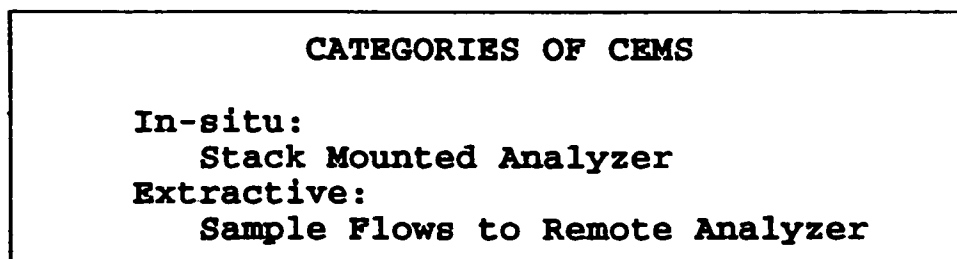 CATEGORIES OF CEMS
In-situ:
Stack Mounted Analyzer
Extractive:
Sample Flows to Remote Analyzer